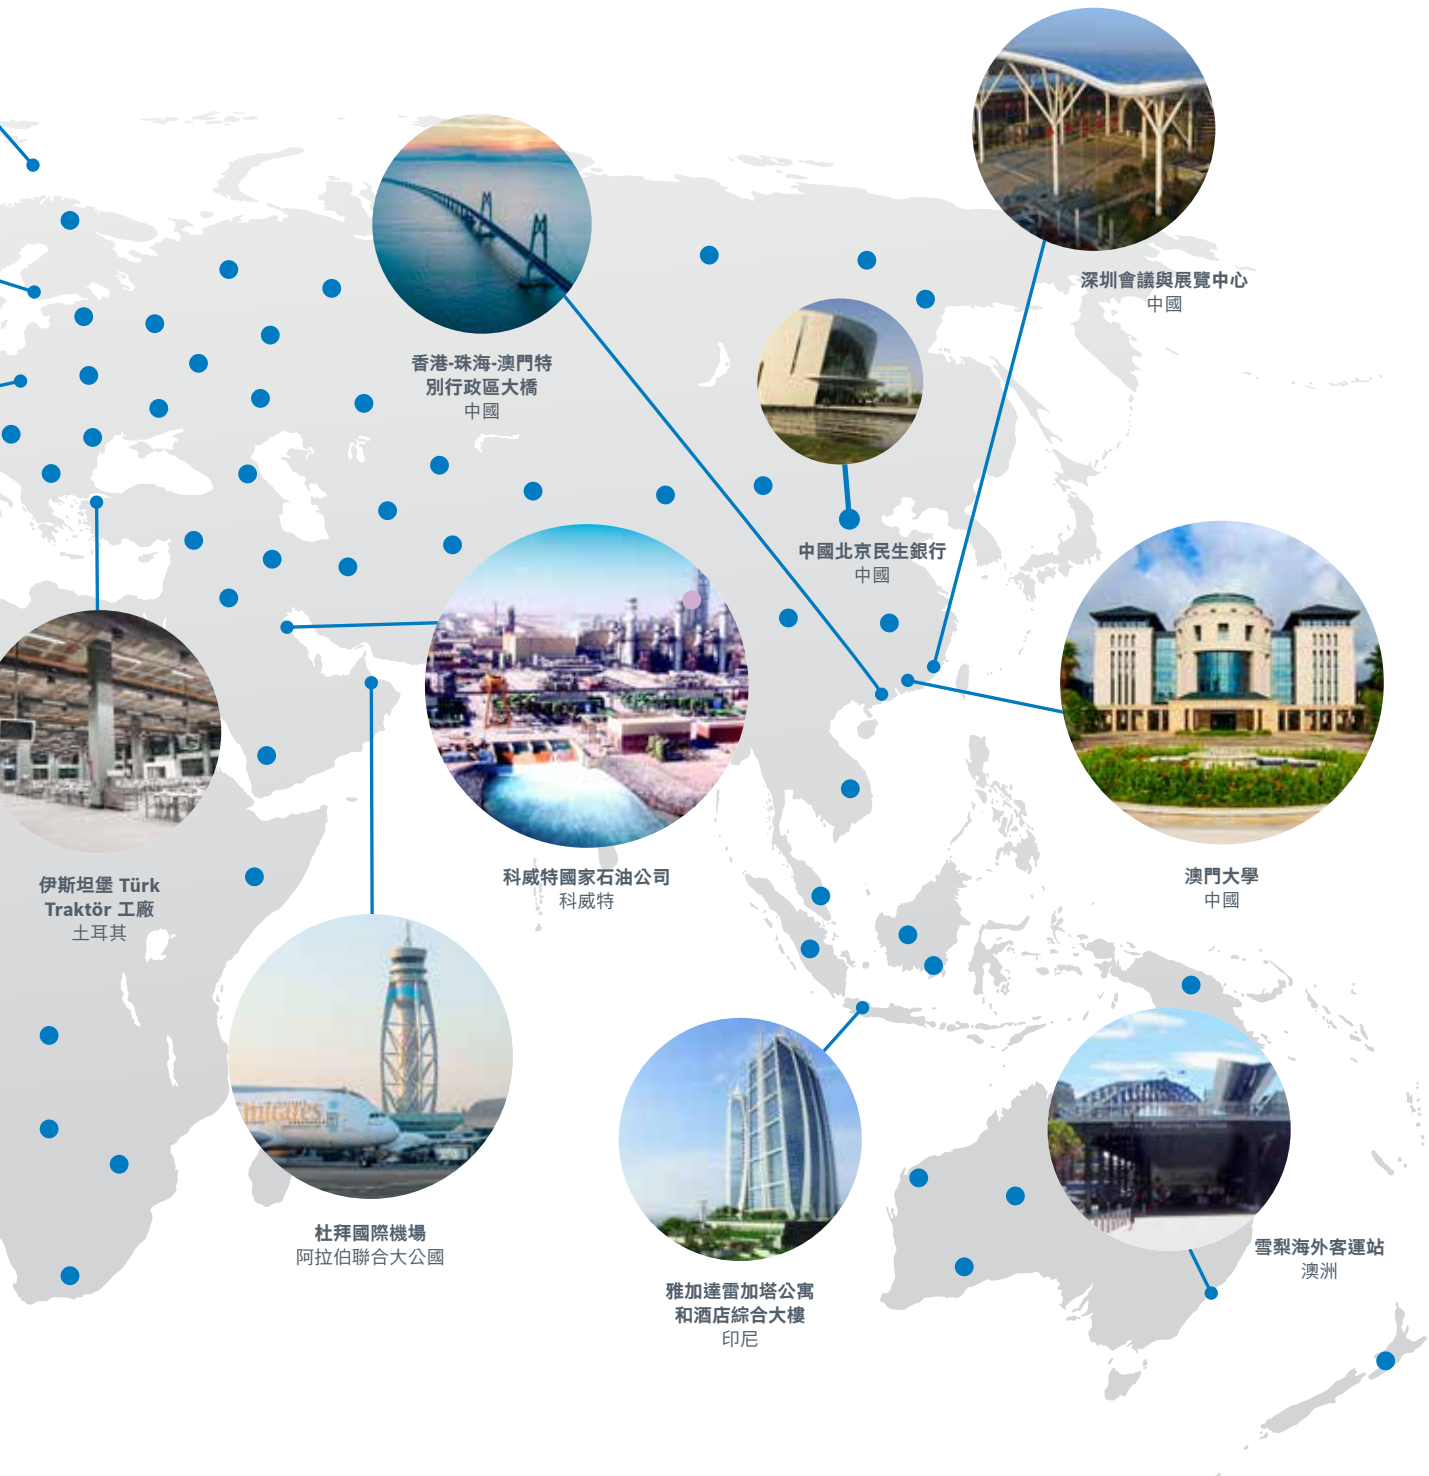 深圳會議與展覽中心
中國
香港-珠海-澳門特
別行政區大橋
中國
中國北京民生銀行
中國
科威特國家石油公司
科威特
澳門大學
中國
伊斯坦堡 Türk
Traktör 工廠
土耳其
Emirates
杜拜國際機場
阿拉伯聯合大公國
雪梨海外客運站
澳洲
雅加達雷加塔公寓
和酒店綜合大樓
印尼